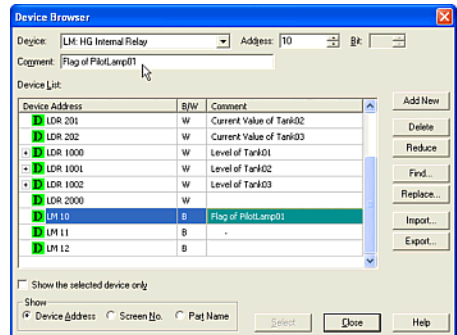 Device Browser
Device: LM: HG Internal Relay Address: 10 Bit:
Comment: Flag of PilotLamp01
Device List:
Device Address B/W Comment
D LDR 201 W Current Value of Tank02
D LDR 202 W Current Value of Tank03
D LDR 1000 W Level of Tank01
D LDR 1001 W Level of Tank02
D LDR 1002 W Level of Tank03
D LDR 2000 W
D LM 10 B Flag of PilotLamp01
D LM 11 B
D LM 12 B
Add New
Delete
Reduce
Find...
Replace...
Import...
Export...
Show the selected device only
Show
Device Address Screen No. Part Name
Select Close Help